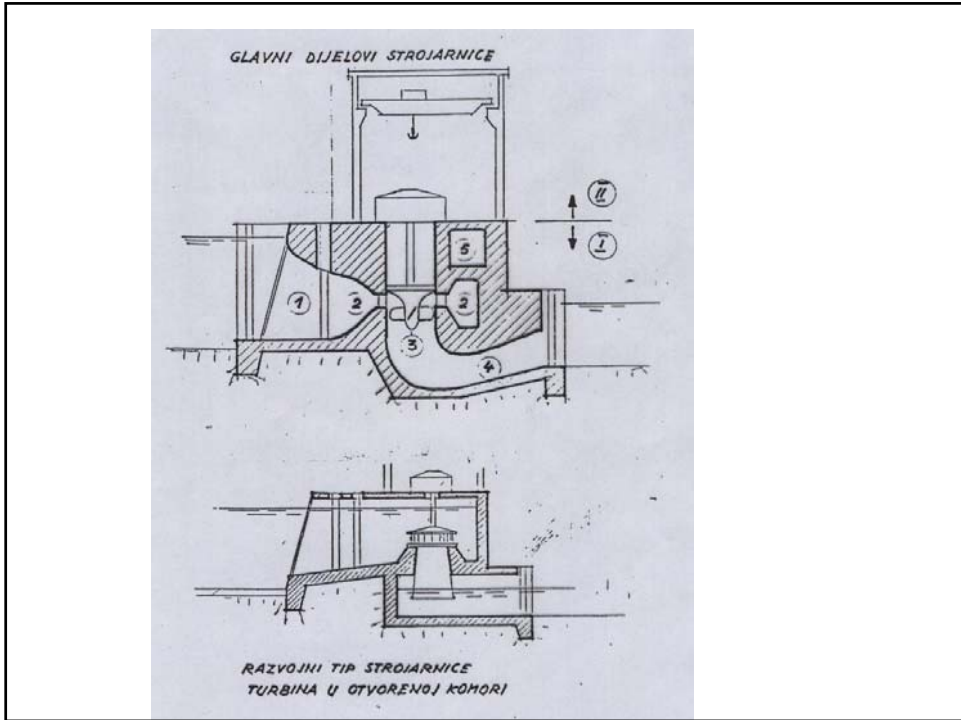 GLAVNI DIJELOVI STROJARNICE
II
I
5
1
2
2
3
4
RAZVOJNI TIP STROJARNICE
TURBINA U OTVORENOJ KOMORI